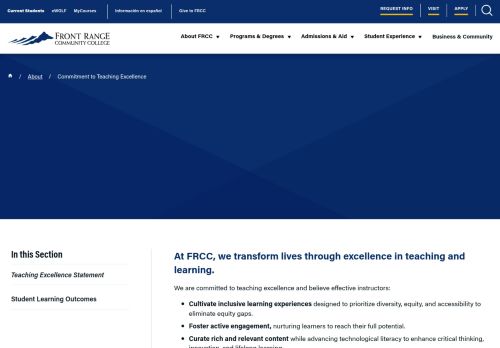 Current Students eWOLF MyCourses Información en español Give to FRCC REQUEST INFO VISIT APPLY
FRONT RANGE
COMMUNITY COLLEGE
About FRCC Programs & Degrees Admissions & Aid Student Experience Business & Community
/ About / Commitment to Teaching Excellence
In this Section
Teaching Excellence Statement
Student Learning Outcomes
At FRCC, we transform lives through excellence in teaching and
learning.
We are committed to teaching excellence and believe effective instructors:
• Cultivate inclusive learning experiences designed to prioritize diversity, equity, and accessibility to
eliminate equity gaps.
• Foster active engagement, nurturing learners to reach their full potential.
• Curate rich and relevant content while advancing technological literacy to enhance critical thinking,